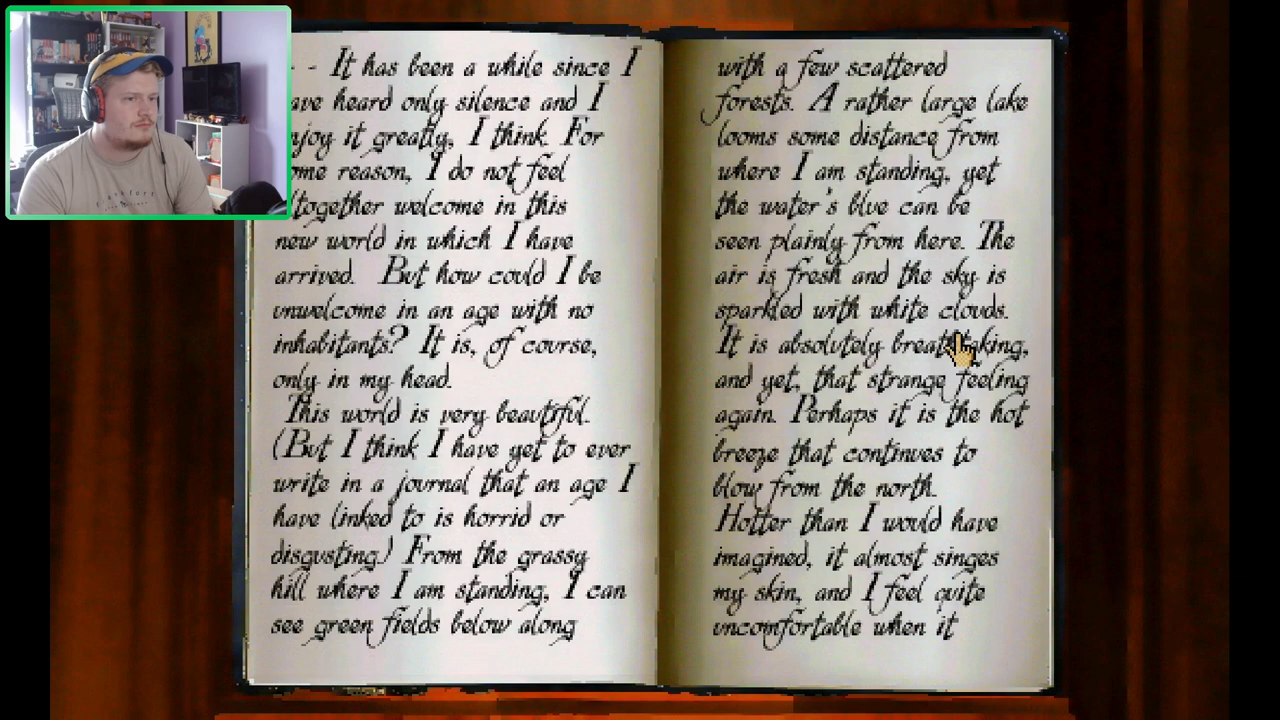 - - It has been a while since I
ave heard only silence and I
njoy it greatly, I think. For
ome reason, I do not feel
ltogether welcome in this
new world in which I have
arrived. But how could I be
unwelcome in an age with no
inhabitants? It is, of course,
only in my head.
This world is very beautiful.
(But I think I have yet to ever
write in a journal that an age I
have linked to is horrid or
disgusting.) From the grassy
hill where I am standing, I can
see green fields below along
with a few scattered
forests. A rather large lake
looms some distance from
where I am standing, yet
the water's blue can be
seen plainly from here. The
air is fresh and the sky is
sparkled with white clouds.
It is absolutely breathtaking,
and yet, that strange feeling
again. Perhaps it is the hot
breeze that continues to
blow from the north.
Hotter than I would have
imagined, it almost singes
my skin, and I feel quite
uncomfortable when it